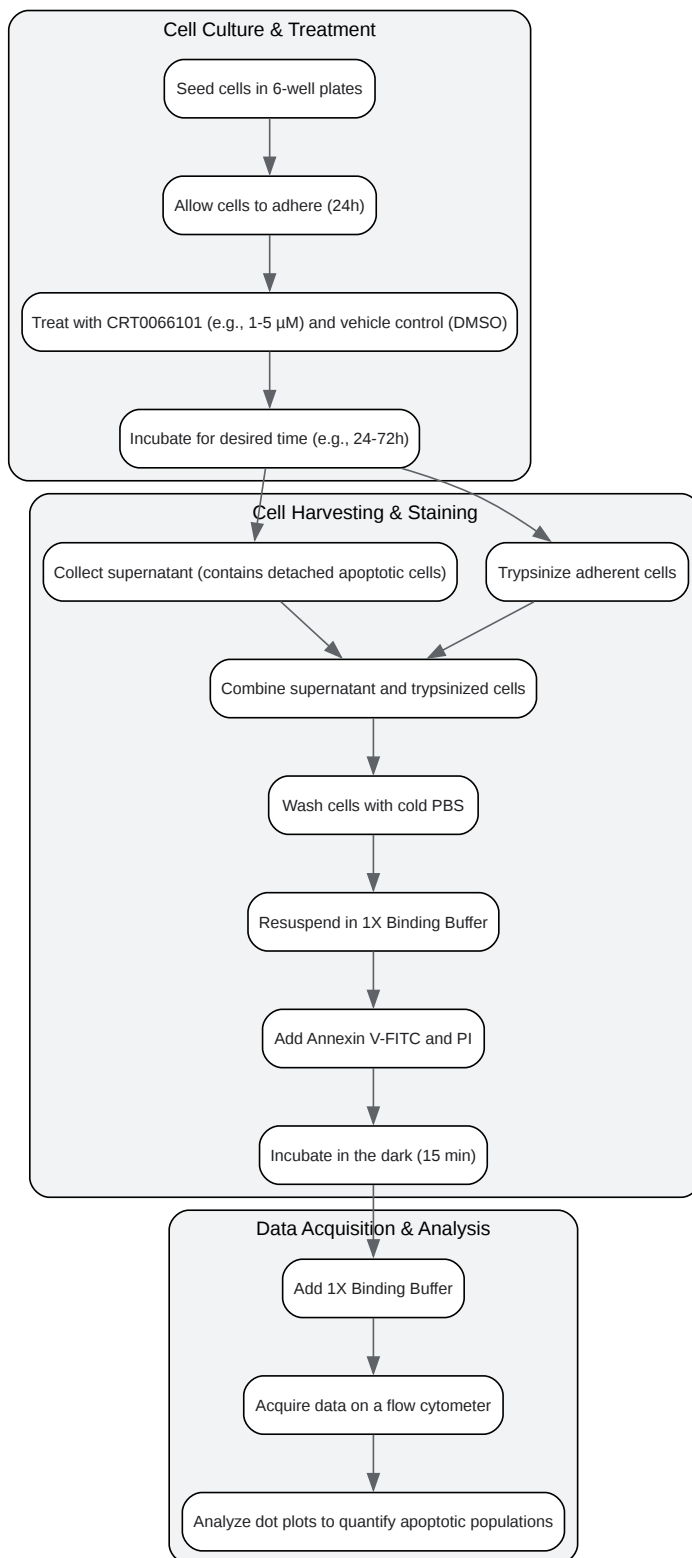 Cell Culture & Treatment
Seed cells in 6-well plates
Allow cells to adhere (24h)
Treat with CRT0066101 (e.g., 1-5 µM) and vehicle control (DMSO)
Incubate for desired time (e.g., 24-72h)
Cell Harvesting & Staining
Collect supernatant (contains detached apoptotic cells)
Trypsinize adherent cells
Combine supernatant and trypsinized cells
Wash cells with cold PBS
Resuspend in 1X Binding Buffer
Add Annexin V-FITC and PI
Incubate in the dark (15 min)
Data Acquisition & Analysis
Add 1X Binding Buffer
Acquire data on a flow cytometer
Analyze dot plots to quantify apoptotic populations